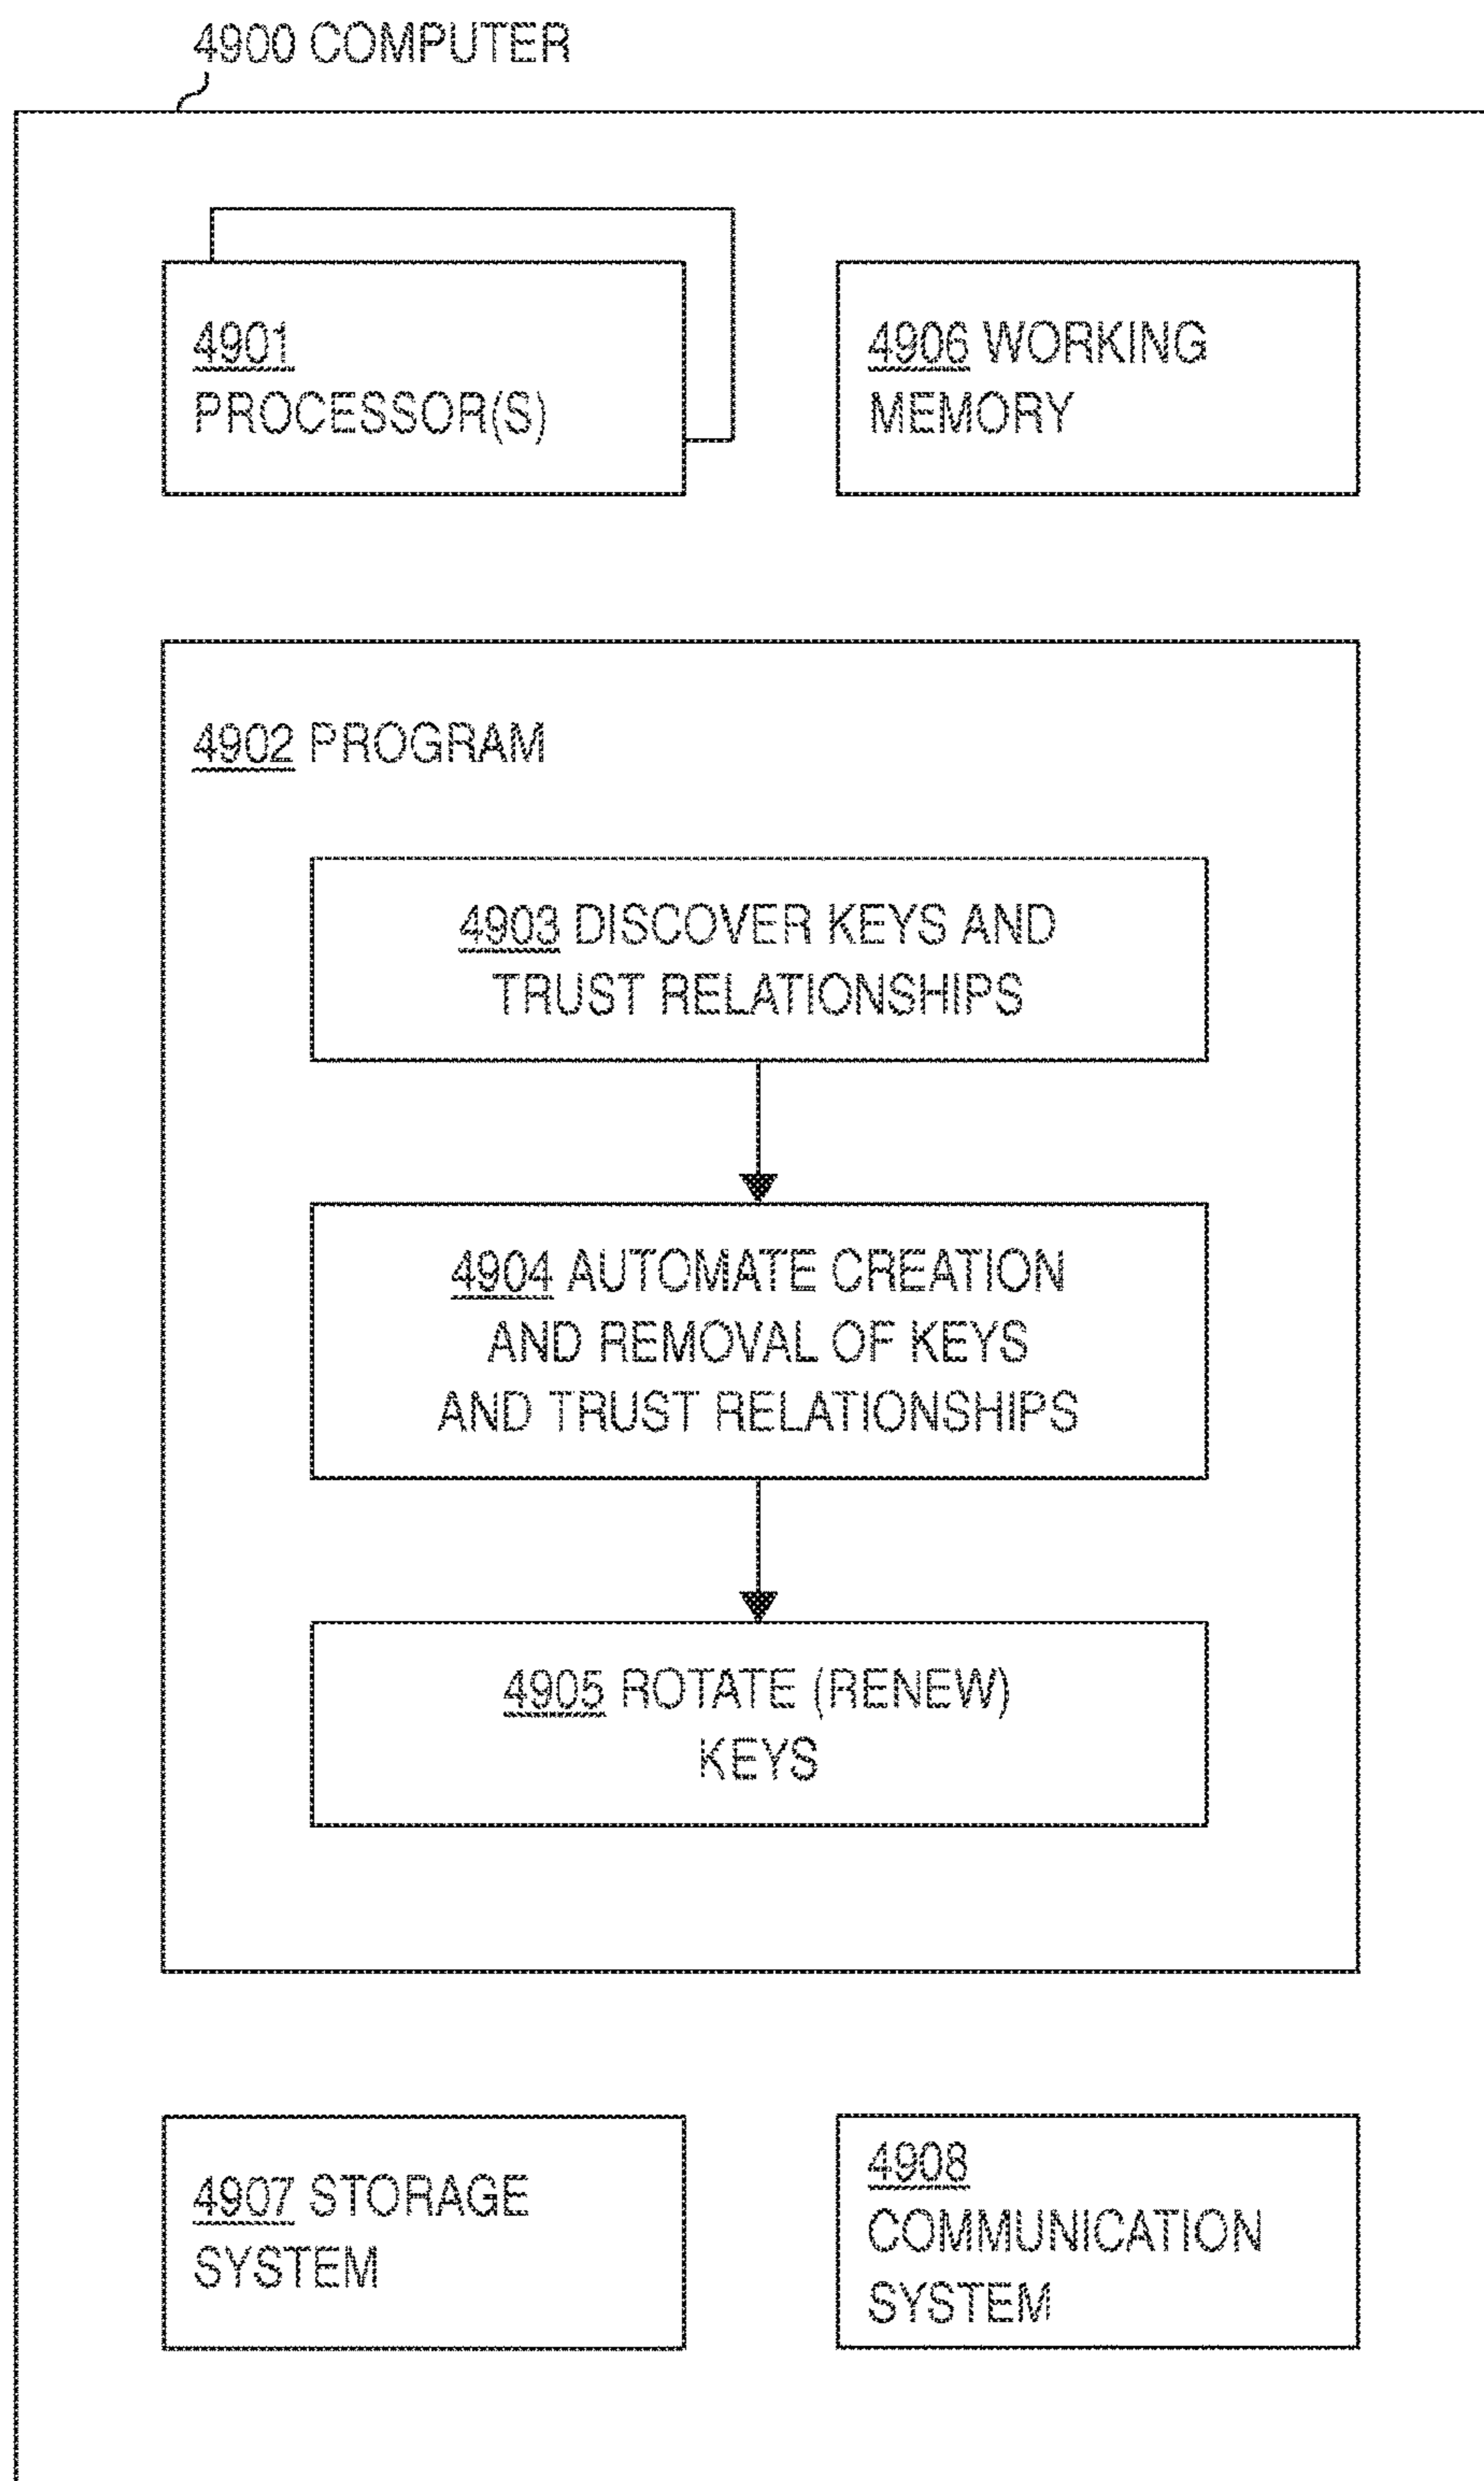 4900 COMPUTER
4901
PROCESSOR(S)
4906 WORKING
MEMORY
4902 PROGRAM
4903 DISCOVER KEYS AND
TRUST RELATIONSHIPS
4904 AUTOMATE CREATION
AND REMOVAL OF KEYS
AND TRUST RELATIONSHIPS
4905 ROTATE (RENEW)
KEYS
4907 STORAGE
SYSTEM
4908
COMMUNICATION
SYSTEM